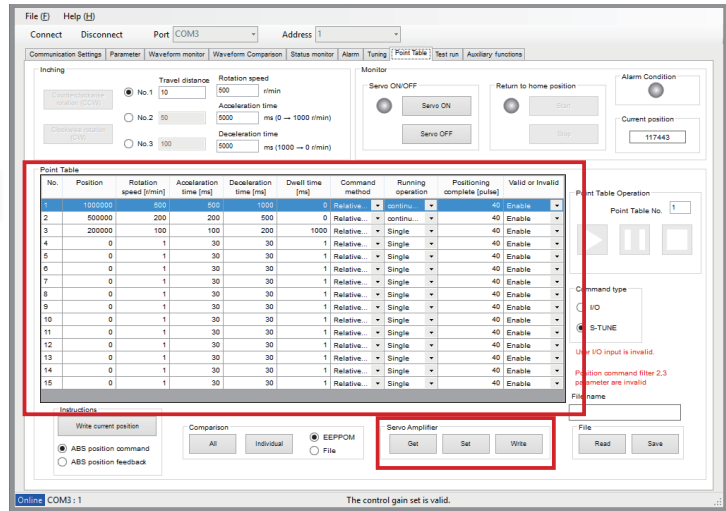 File (F) Help (H)
Connect Disconnect Port COM3 Address 1
Communication Settings Parameter Waveform monitor Waveform Comparison Status monitor Alarm Tuning Point Table Test run Auxiliary functions
Inching
Counterclockwise rotation (CCW)
Clockwise rotation (CW)
Travel distance
No.1 10
No.2 50
No.3 100
Rotation speed
500 r/min
Acceleration time
5000 ms (0 → 1000 r/min)
Deceleration time
5000 ms (1000 → 0 r/min)
Monitor
Servo ON/OFF
Servo ON
Servo OFF
Return to home position
Start
Stop
Alarm Condition
Current position
117443
Point Table
No. Position Rotation speed [r/min] Acceleration time [ms] Deceleration time [ms] Dwell time [ms] Command method Running operation Positioning complete [pulse] Valid or Invalid
1 1000000 500 500 1000 0 Relative... continu... 40 Enable
2 500000 200 200 500 0 Relative... continu... 40 Enable
3 200000 100 100 200 1000 Relative... Single 40 Enable
4 0 1 30 30 1 Relative... Single 40 Enable
5 0 1 30 30 1 Relative... Single 40 Enable
6 0 1 30 30 1 Relative... Single 40 Enable
7 0 1 30 30 1 Relative... Single 40 Enable
8 0 1 30 30 1 Relative... Single 40 Enable
9 0 1 30 30 1 Relative... Single 40 Enable
10 0 1 30 30 1 Relative... Single 40 Enable
11 0 1 30 30 1 Relative... Single 40 Enable
12 0 1 30 30 1 Relative... Single 40 Enable
13 0 1 30 30 1 Relative... Single 40 Enable
14 0 1 30 30 1 Relative... Single 40 Enable
15 0 1 30 30 1 Relative... Single 40 Enable
Point Table Operation
Point Table No. 1
Command type
I/O
S-TUNE
User I/O input is invalid.
Position command filter 2,3
parameter are invalid
File name
Instructions
Write current position
ABS position command
ABS position feedback
Comparison
All Individual
EEPPOM
File
Servo Amplifier
Get Set Write
File
Read Save
Online COM3 : 1 The control gain set is valid.